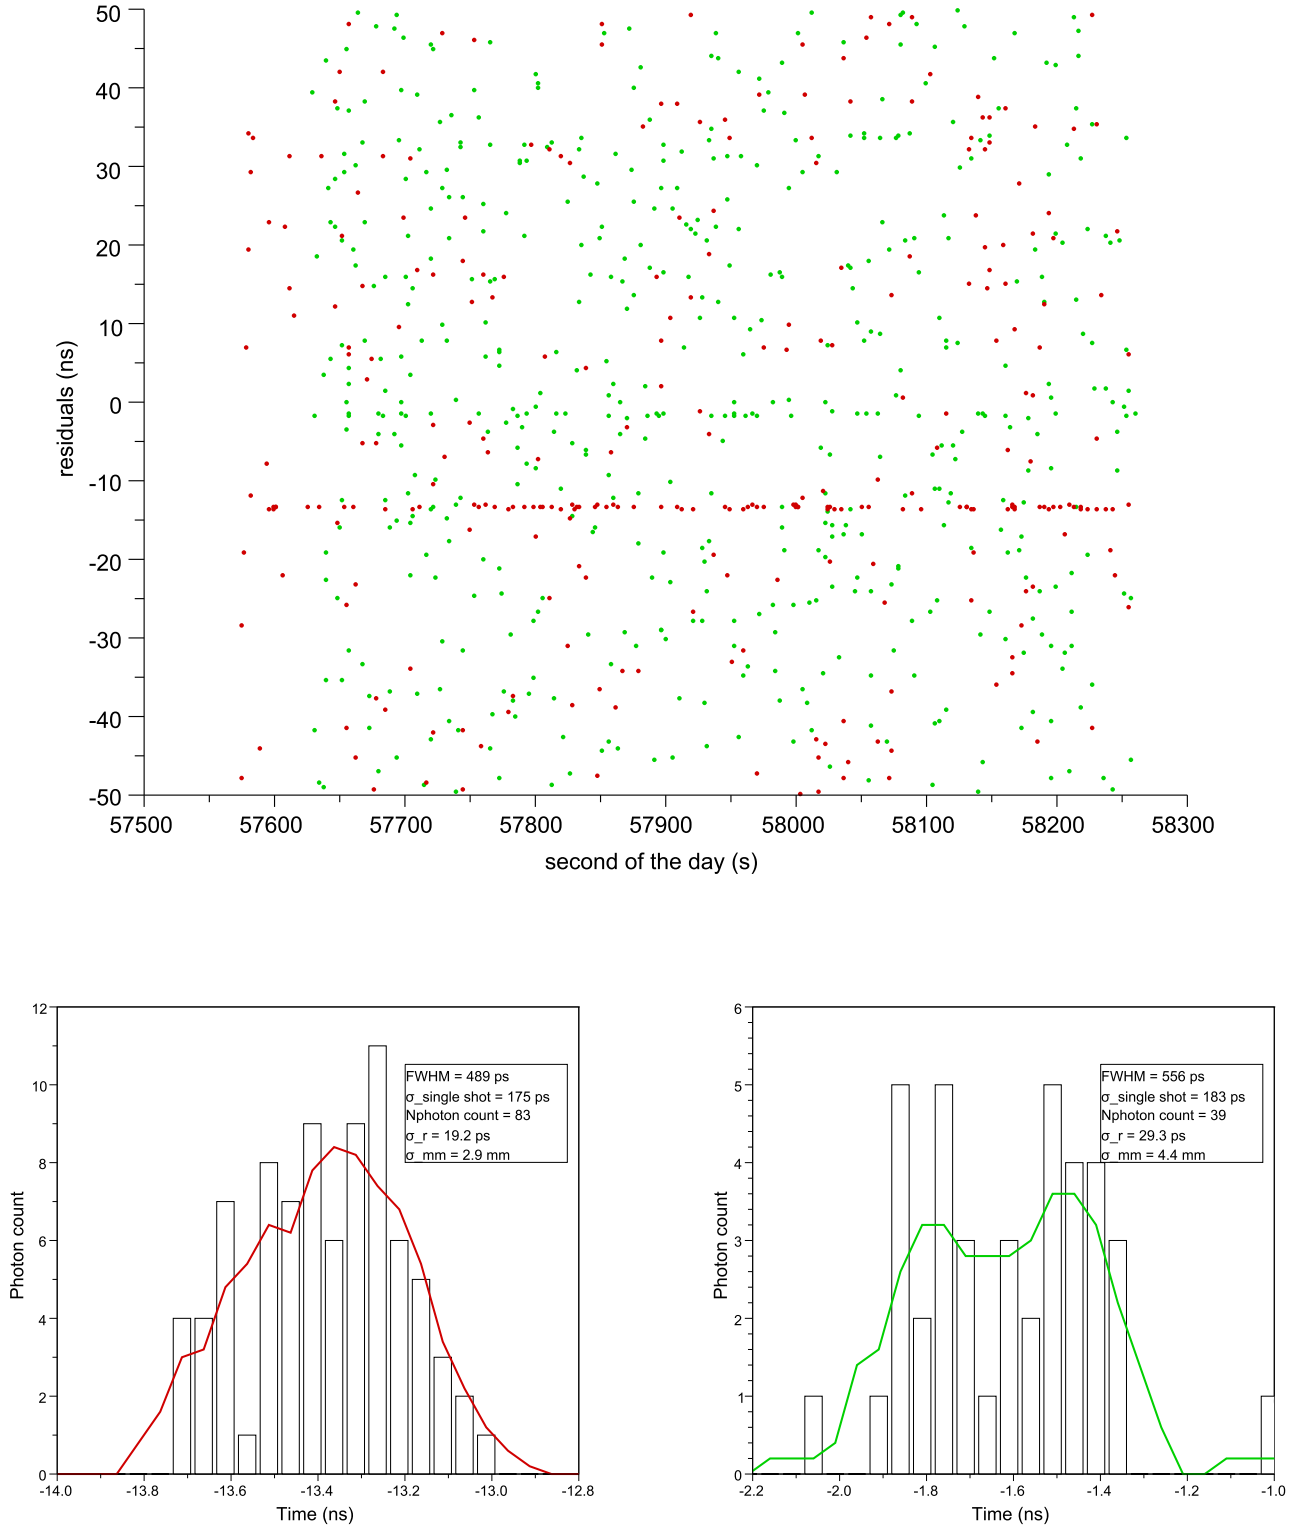 50
40
30
20
10
0
-10
-20
-30
-40
-50
residuals (ns)
57500 57600 57700 57800 57900 58000 58100 58200 58300
second of the day (s)
12
10
8
6
4
2
0
Photon count
FWHM = 489 ps
σ_single shot = 175 ps
Nphoton count = 83
σ_r = 19.2 ps
σ_mm = 2.9 mm
-14.0 -13.8 -13.6 -13.4 -13.2 -13.0 -12.8
Time (ns)
6
5
4
3
2
1
0
Photon count
FWHM = 556 ps
σ_single shot = 183 ps
Nphoton count = 39
σ_r = 29.3 ps
σ_mm = 4.4 mm
-2.2 -2.0 -1.8 -1.6 -1.4 -1.2 -1.0
Time (ns)